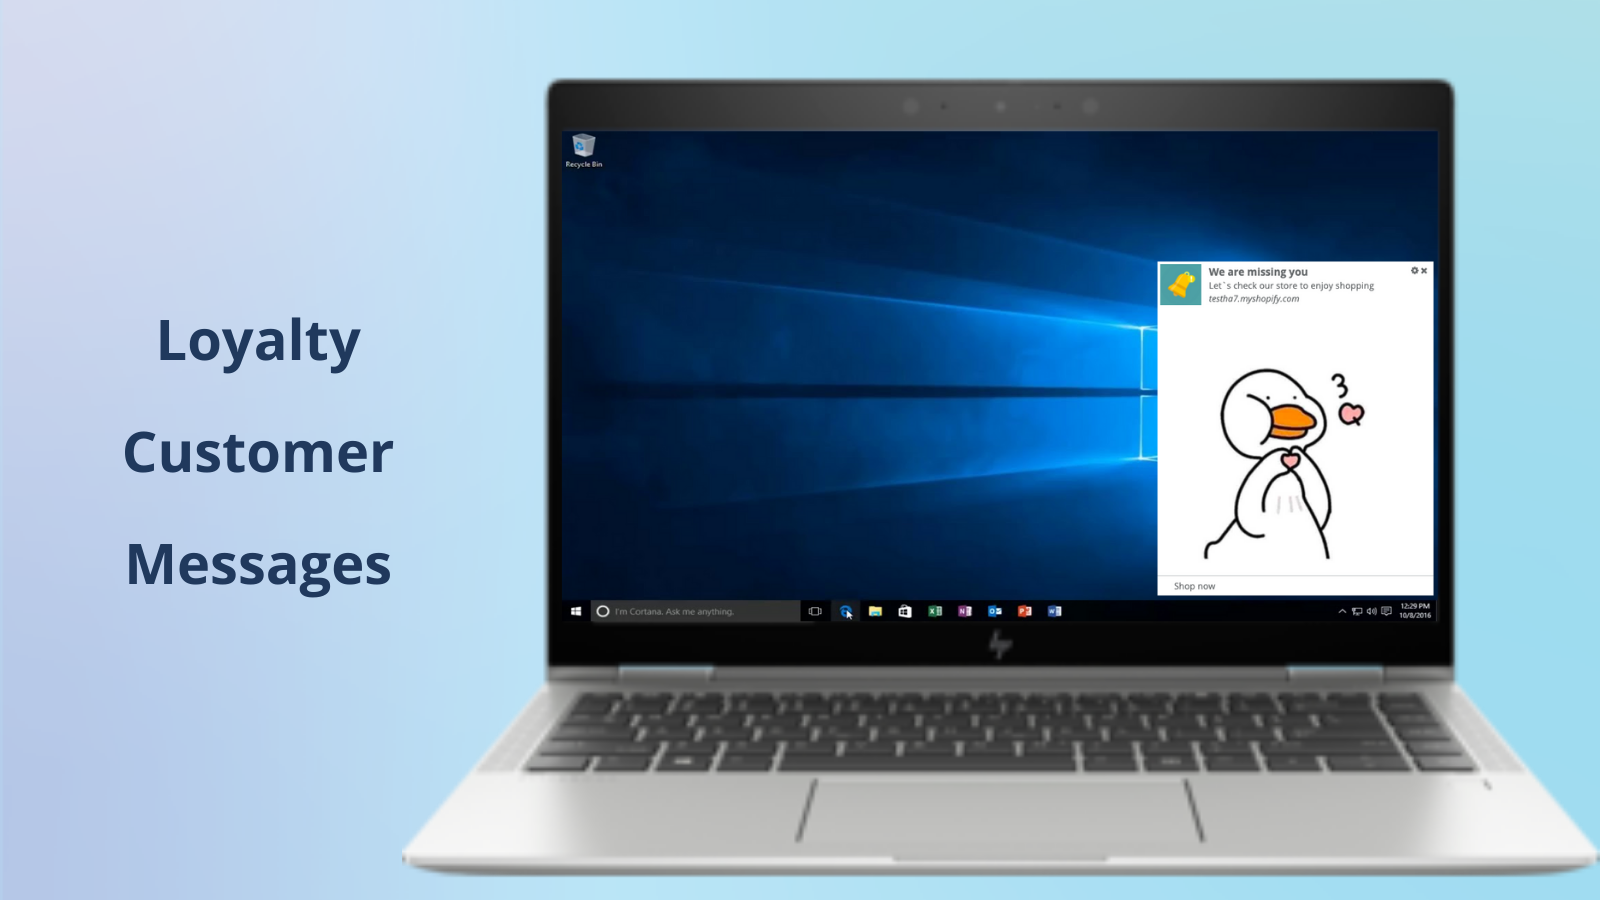 Loyalty
Customer
Messages
Recycle Bin
We are missing you
Let`s check our store to enjoy shopping
testha7.myshopify.com
Shop now
I'm Cortana. Ask me anything.
12:29 PM
10/8/2016